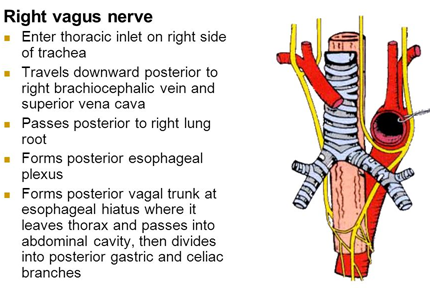 Right vagus nerve
Enter thoracic inlet on right side
of trachea
Travels downward posterior to
right brachiocephalic vein and
superior vena cava
Passes posterior to right lung
root
Forms posterior esophageal
plexus
Forms posterior vagal trunk at
esophageal hiatus where it
leaves thorax and passes into
abdominal cavity, then divides
into posterior gastric and celiac
branches